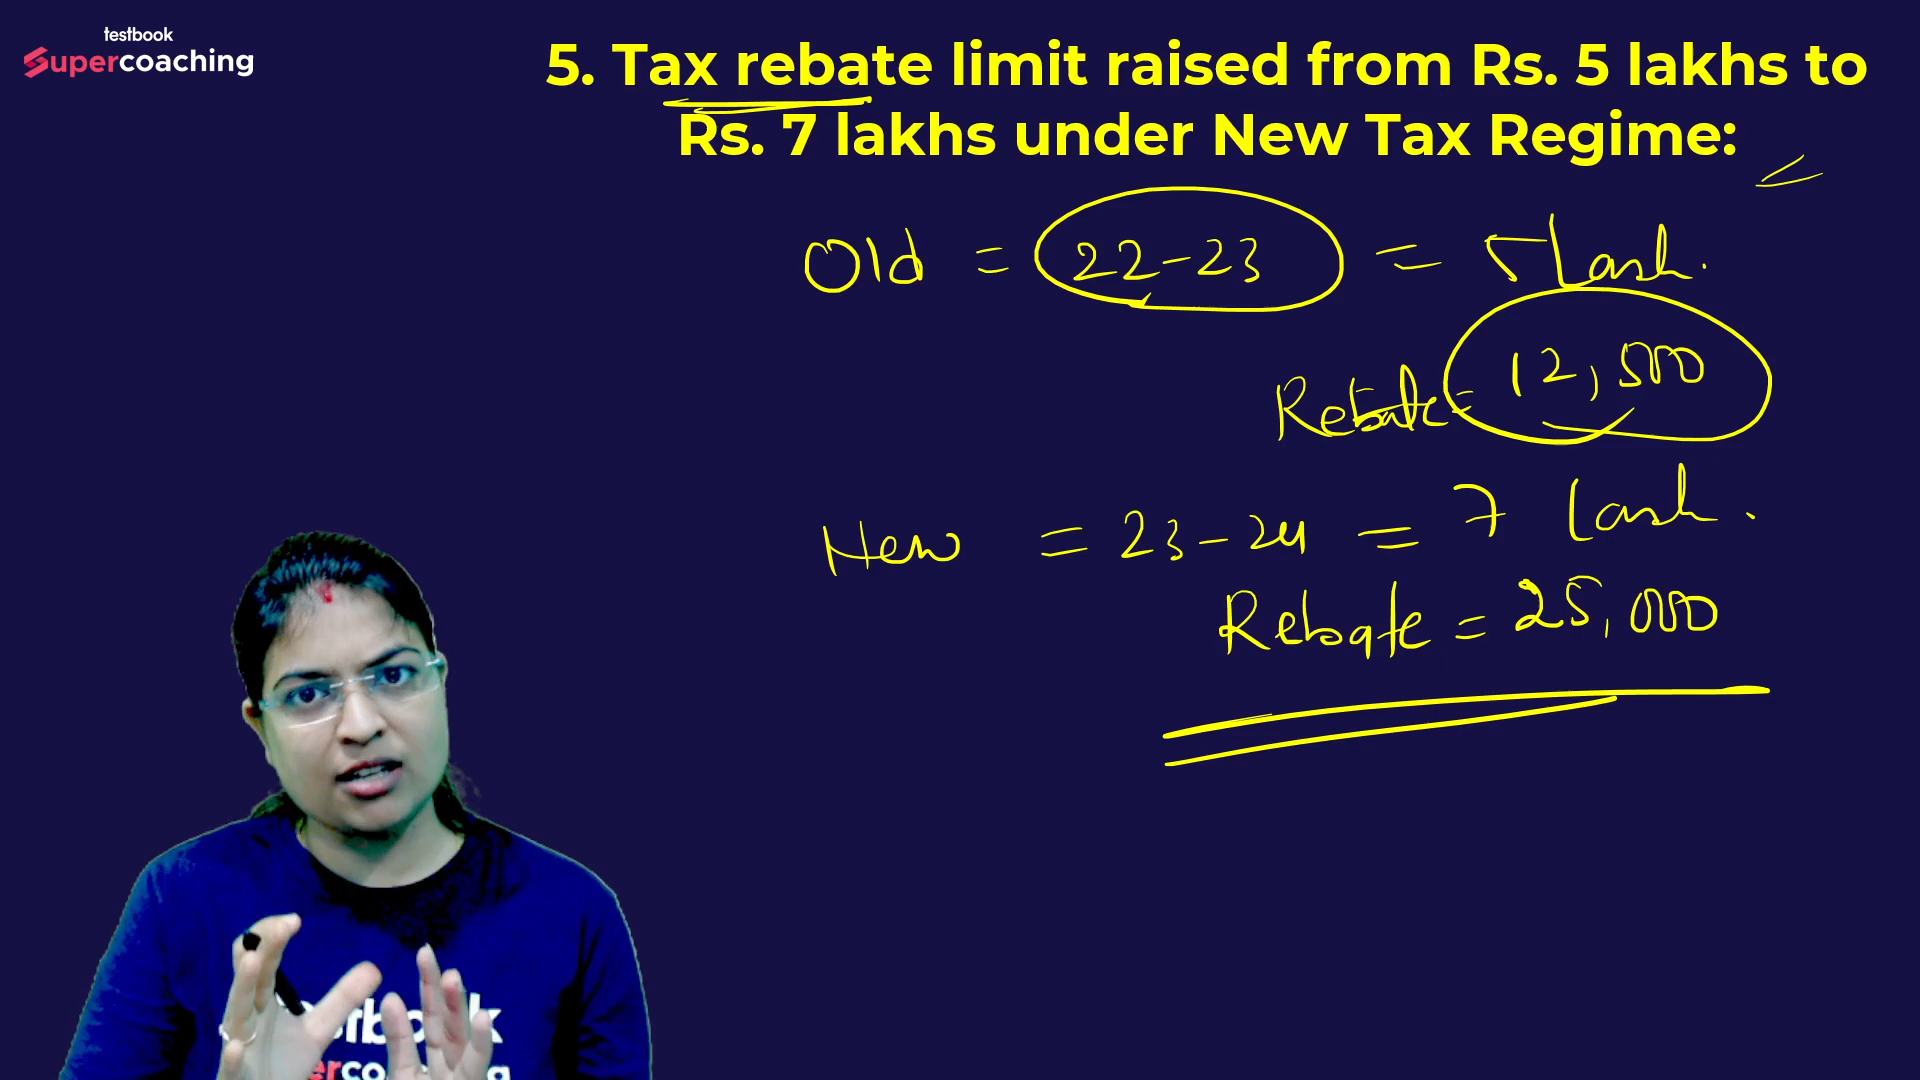 testbook
Supercoaching
5. Tax rebate limit raised from Rs. 5 lakhs to
Rs. 7 lakhs under New Tax Regime:
Old = 22-23 = 5 Lakh.
Rebate = 12,500
New = 23-24 = 7 Lakh.
Rebate = 25,000